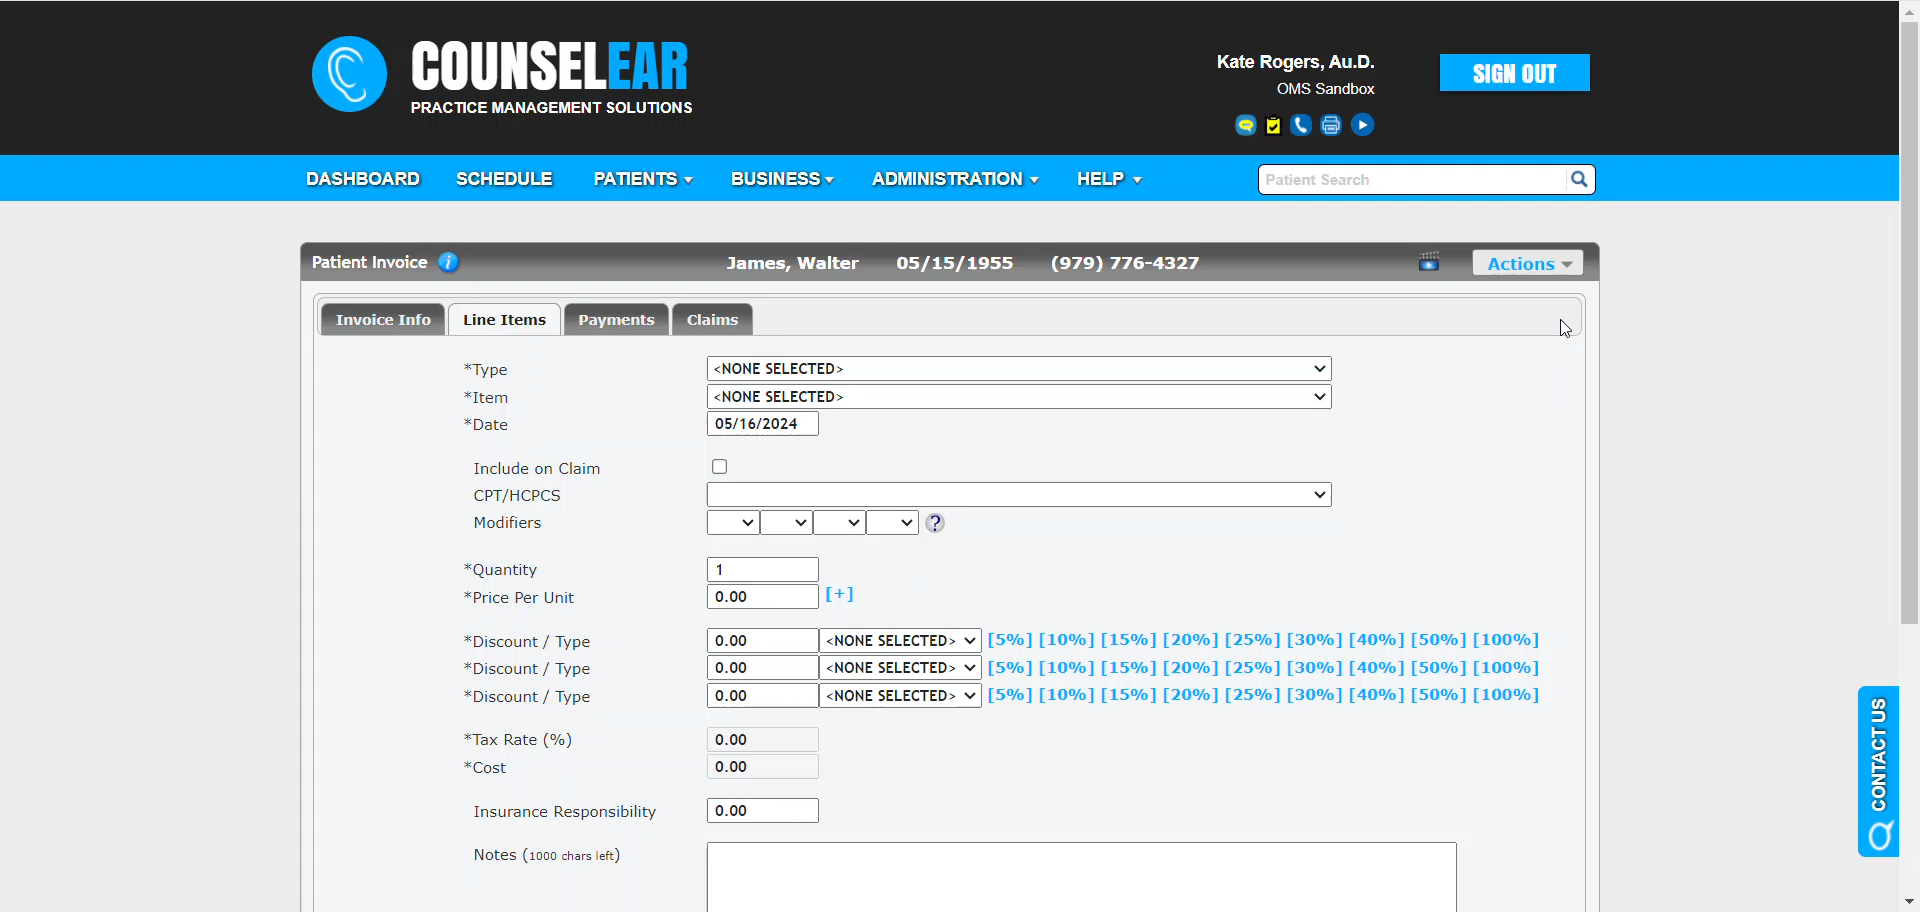 COUNSELEAR
PRACTICE MANAGEMENT SOLUTIONS
Kate Rogers, Au.D.
OMS Sandbox
SIGN OUT
DASHBOARD SCHEDULE PATIENTS BUSINESS ADMINISTRATION HELP Patient Search
Patient Invoice i James, Walter 05/15/1955 (979) 776-4327 Actions
Invoice Info Line Items Payments Claims
*Type <NONE SELECTED>
*Item <NONE SELECTED>
*Date 05/16/2024
Include on Claim
CPT/HCPCS
Modifiers ?
*Quantity 1
*Price Per Unit 0.00 [+]
*Discount / Type 0.00 <NONE SELECTED> [5%] [10%] [15%] [20%] [25%] [30%] [40%] [50%] [100%]
*Discount / Type 0.00 <NONE SELECTED> [5%] [10%] [15%] [20%] [25%] [30%] [40%] [50%] [100%]
*Discount / Type 0.00 <NONE SELECTED> [5%] [10%] [15%] [20%] [25%] [30%] [40%] [50%] [100%]
*Tax Rate (%) 0.00
*Cost 0.00
Insurance Responsibility 0.00
Notes (1000 chars left)
CONTACT US